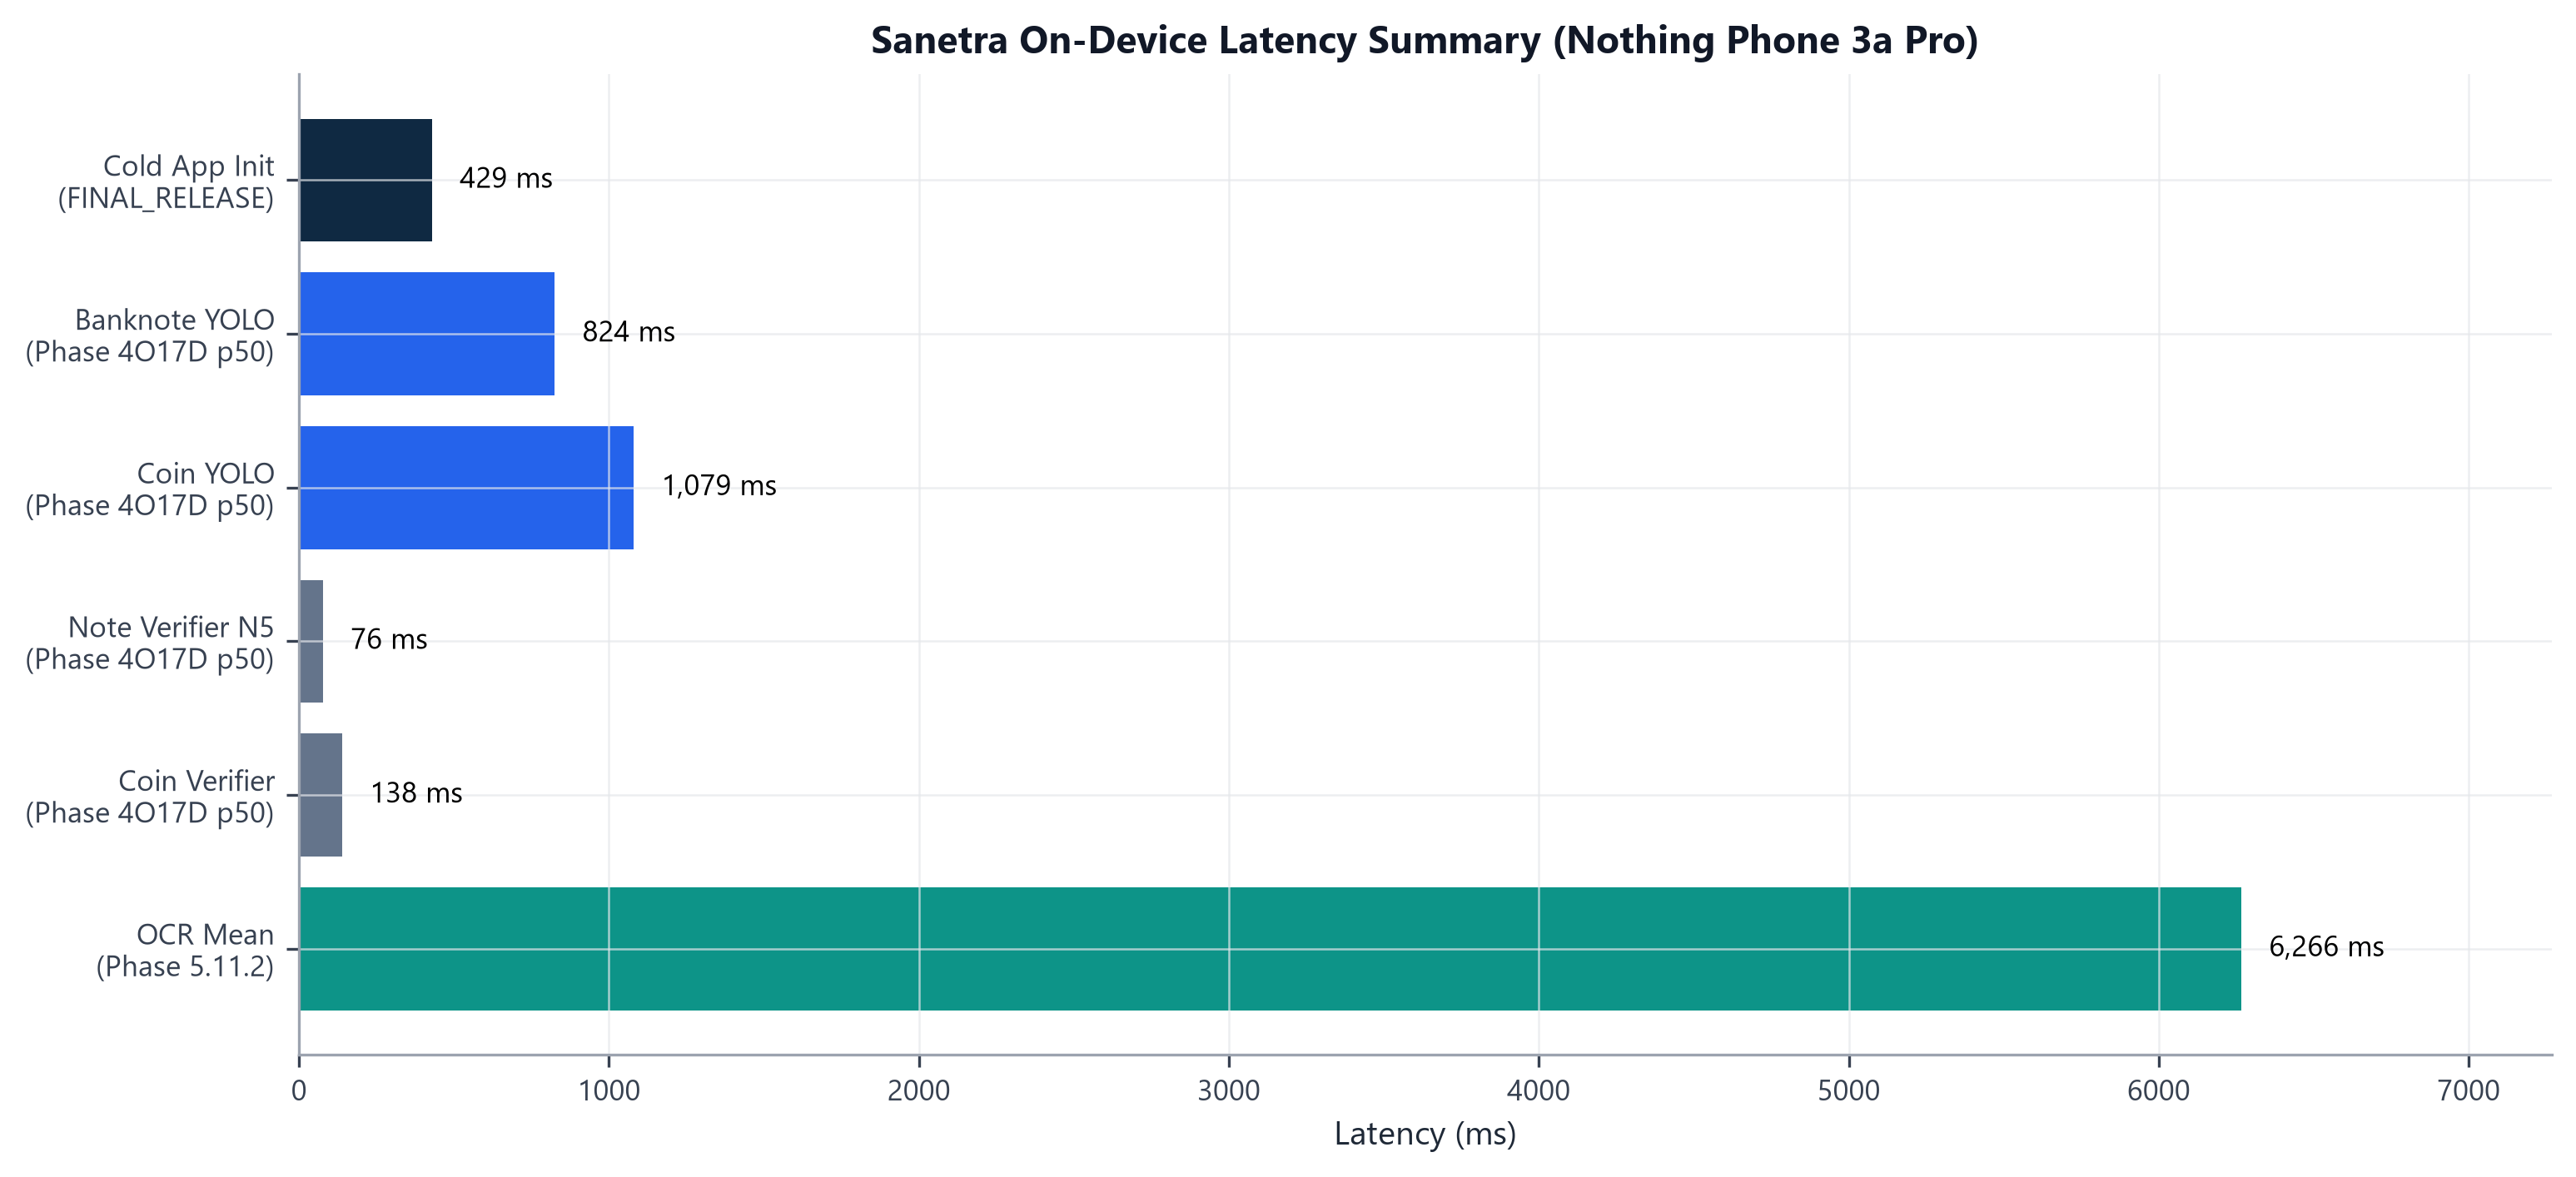 Sanetra On-Device Latency Summary (Nothing Phone 3a Pro)
Cold App Init
(FINAL_RELEASE)
429 ms
Banknote YOLO
(Phase 4O17D p50)
824 ms
Coin YOLO
(Phase 4O17D p50)
1,079 ms
Note Verifier N5
(Phase 4O17D p50)
76 ms
Coin Verifier
(Phase 4O17D p50)
138 ms
OCR Mean
(Phase 5.11.2)
6,266 ms
0 1000 2000 3000 4000 5000 6000 7000
Latency (ms)